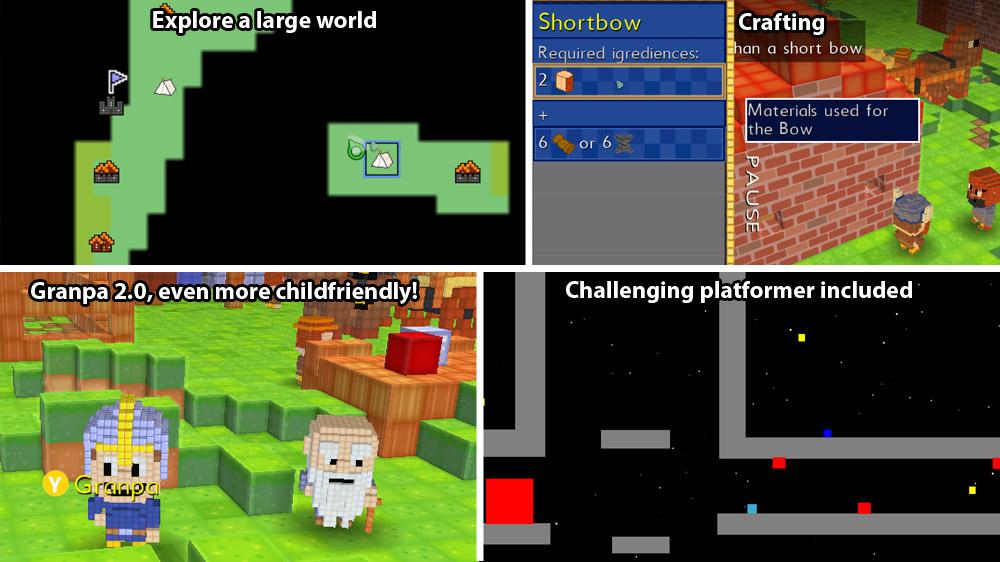 Explore a large world
Shortbow
Required igrediences:
2
+
6 or 6
Crafting
han a short bow
Materials used for
the Bow
PAUSE
Granpa 2.0, even more childfriendly!
Y Granpa
Challenging platformer included